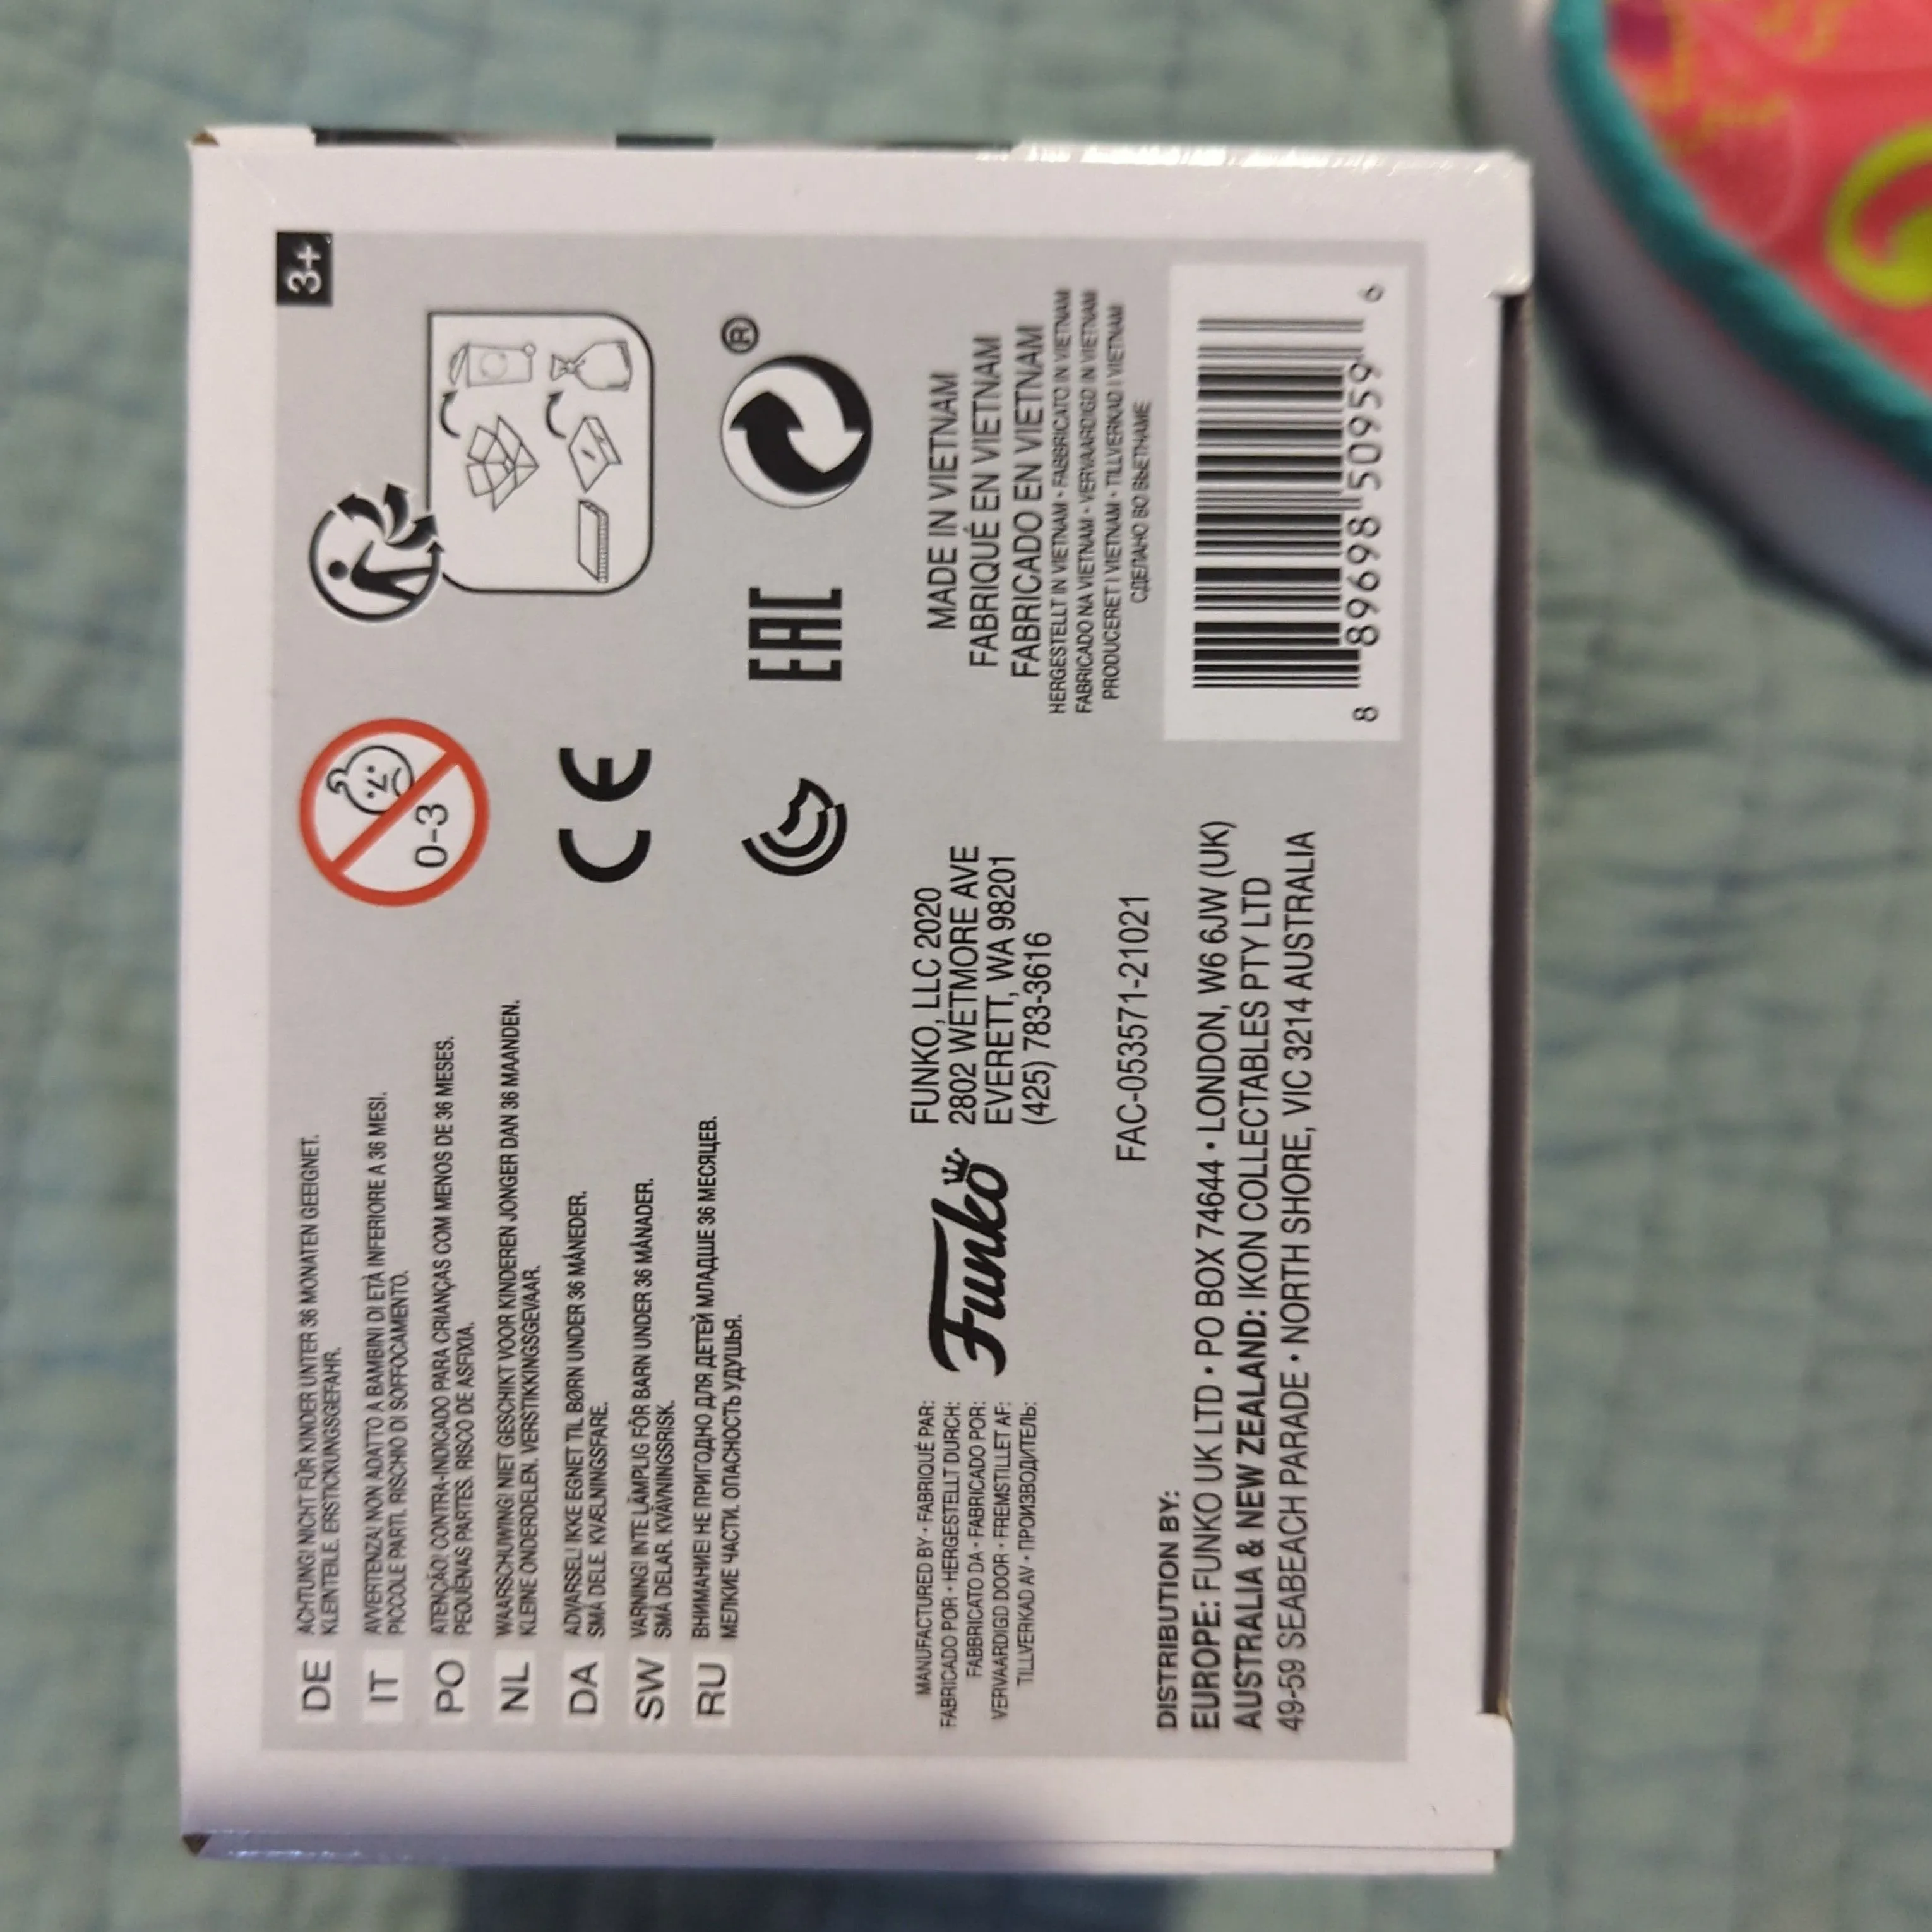 3+
DE ACHTUNG! NICHT FÜR KINDER UNTER 36 MONATEN GEEIGNET.
KLEINTEILE. ERSTICKUNGSGEFAHR.
IT AVVERTENZA! NON ADATTO A BAMBINI DI ETÀ INFERIORE A 36 MESI.
PICCOLE PARTI. RISCHIO DI SOFFOCAMENTO.
PO ATENÇÃO! CONTRA-INDICADO PARA CRIANÇAS COM MENOS DE 36 MESES.
PEQUENAS PARTES. RISCO DE ASFIXIA.
NL WAARSCHUWING! NIET GESCHIKT VOOR KINDEREN JONGER DAN 36 MAANDEN.
KLEINE ONDERDELEN. VERSTIKKINGSGEVAAR.
DA ADVARSEL! IKKE EGNET TIL BØRN UNDER 36 MÅNEDER.
SMÅ DELE. KVÆLNINGSFARE.
SW VARNING! INTE LÄMPLIG FÖR BARN UNDER 36 MÅNADER.
SMÅ DELAR. KVÄVNINGSRISK.
RU ВНИМАНИЕ! НЕ ПРИГОДНО ДЛЯ ДЕТЕЙ МЛАДШЕ 36 МЕСЯЦЕВ.
МЕЛКИЕ ЧАСТИ. ОПАСНОСТЬ УДУШЬЯ.
0-3
CE
EAC
®
MANUFACTURED BY • FABRIQUÉ PAR:
FABRICADO POR • HERGESTELLT DURCH:
FABBRICATO DA • FABRICADO POR:
VERVAARDIGD DOOR • FREMSTILLET AF:
TILLVERKAD AV • ПРОИЗВОДИТЕЛЬ:
Funko
FUNKO, LLC 2020
2802 WETMORE AVE
EVERETT, WA 98201
(425) 783-3616
FAC-053571-21021
MADE IN VIETNAM
FABRIQUÉ EN VIETNAM
FABRICADO EN VIETNAM
HERGESTELLT IN VIETNAM • FABBRICATO IN VIETNAM
FABRICADO NA VIETNAM • VERVAARDIGD IN VIETNAM
PRODUCERET I VIETNAM • TILLVERKAD I VIETNAM
СДЕЛАНО ВО ВЬЕТНАМЕ
DISTRIBUTION BY:
EUROPE: FUNKO UK LTD • PO BOX 74644 • LONDON, W6 6JW (UK)
AUSTRALIA & NEW ZEALAND: IKON COLLECTABLES PTY LTD
49-59 SEABEACH PARADE • NORTH SHORE, VIC 3214 AUSTRALIA
8 89698 50959 6